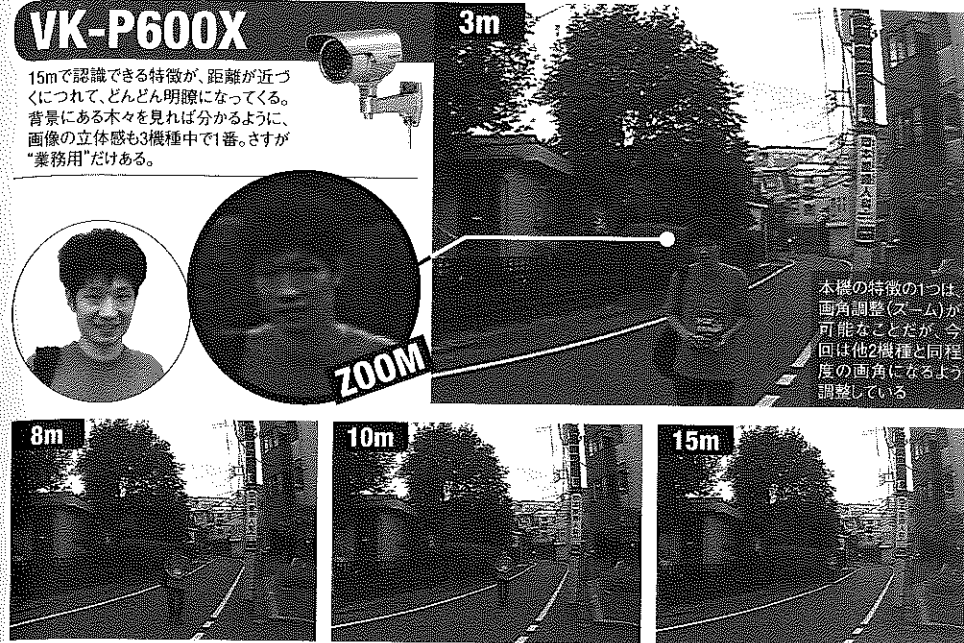 VK-P600X
15mで認識できる特徴が、距離が近づ
くにつれて、どんどん明瞭になってくる。
背景にある木々を見れば分かるように、
画像の立体感も3機種中で1番。さすが
“業務用”だけある。
ZOOM
3m
本機の特徴の1つは、
画角調整(ズーム)が
可能なことだが、今
回は他2機種と同程
度の画角になるよう
調整している
8m
10m
15m